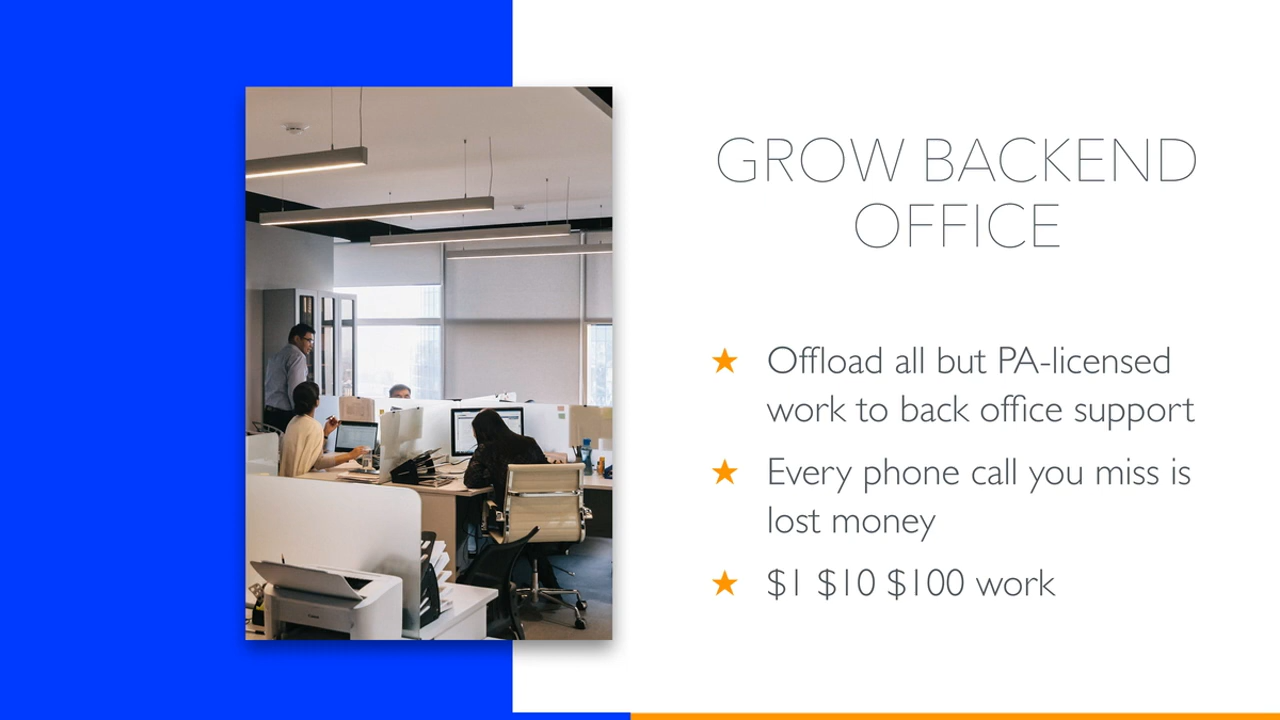 GROW BACKEND
OFFICE
Offload all but PA-licensed
work to back office support
Every phone call you miss is
lost money
$1 $10 $100 work